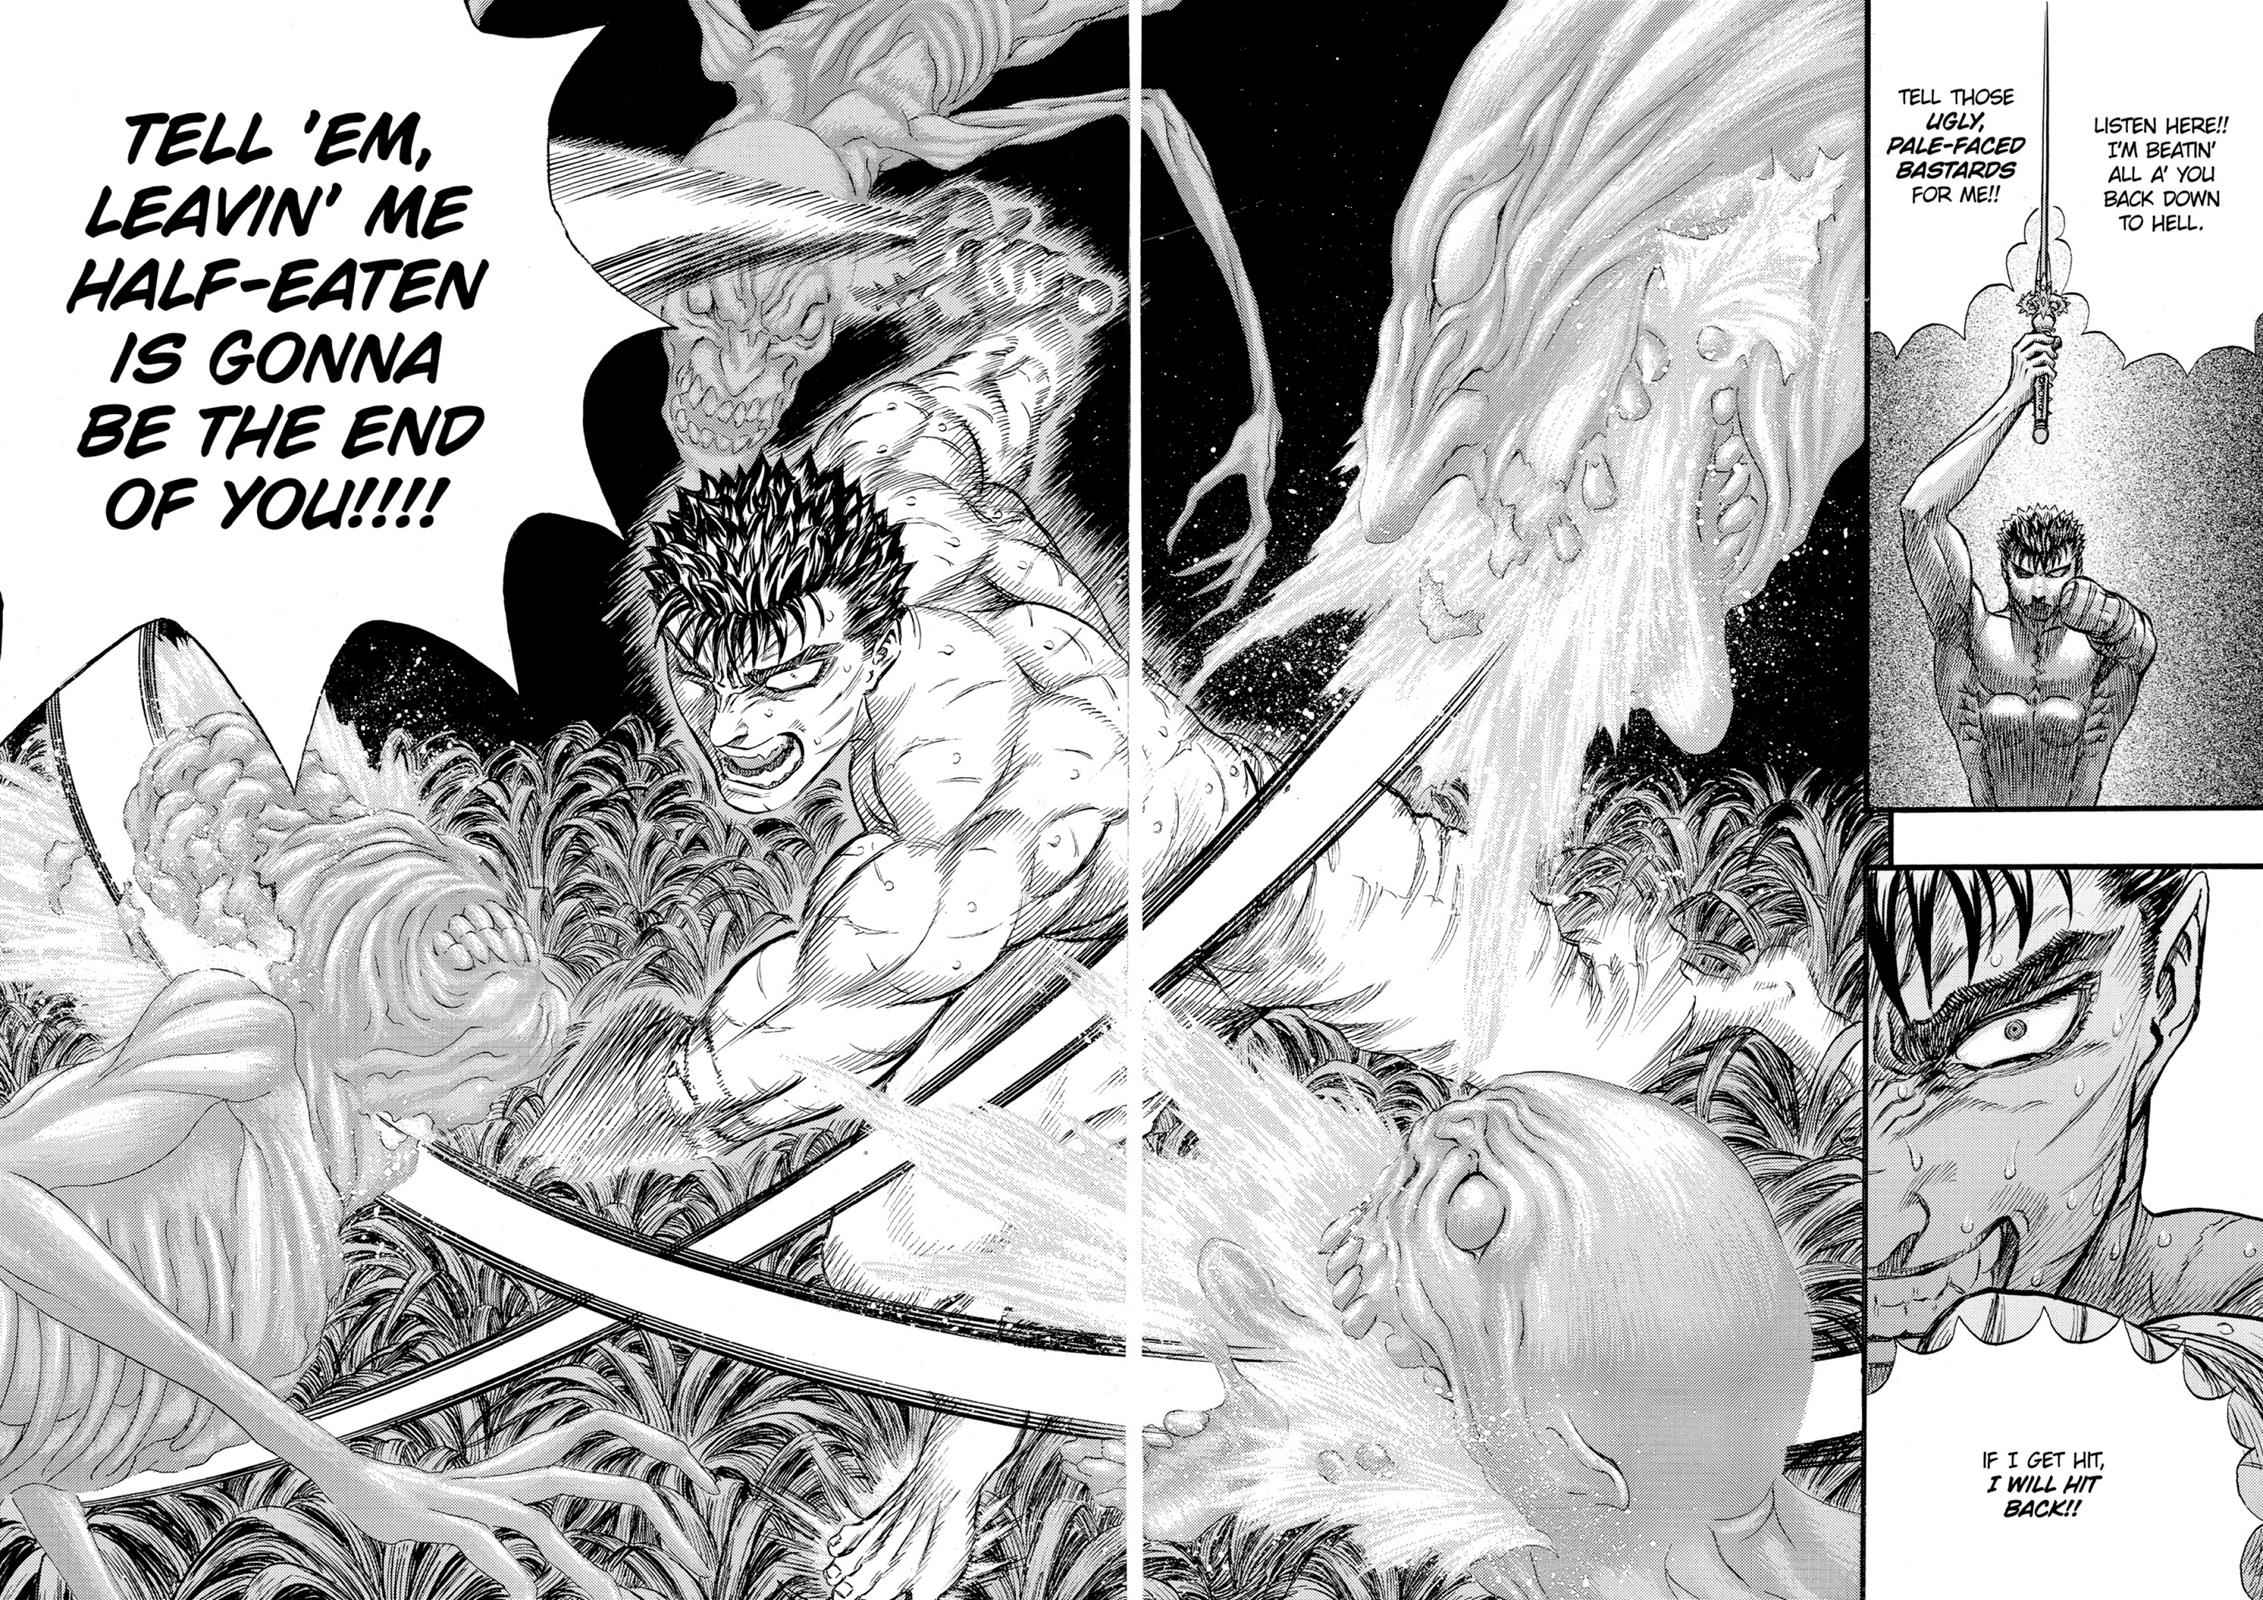 LISTEN HERE!!
I'M BEATIN'
ALL A' YOU
BACK DOWN
TO HELL.
TELL THOSE
UGLY,
PALE-FACED
BASTARDS
FOR ME!!
IF I GET HIT,
I WILL HIT
BACK!!
TELL 'EM,
LEAVIN' ME
HALF-EATEN
IS GONNA
BE THE END
OF YOU!!!!